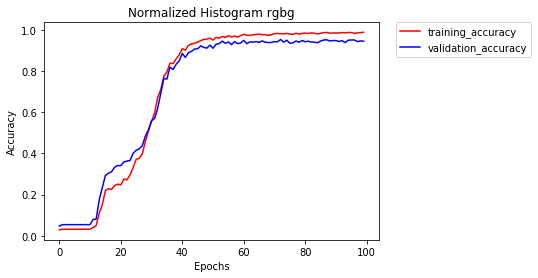 Normalized Histogram rgbg
training_accuracy
validation_accuracy
Accuracy
1.0
0.8
0.6
0.4
0.2
0.0
0 20 40 60 80 100
Epochs